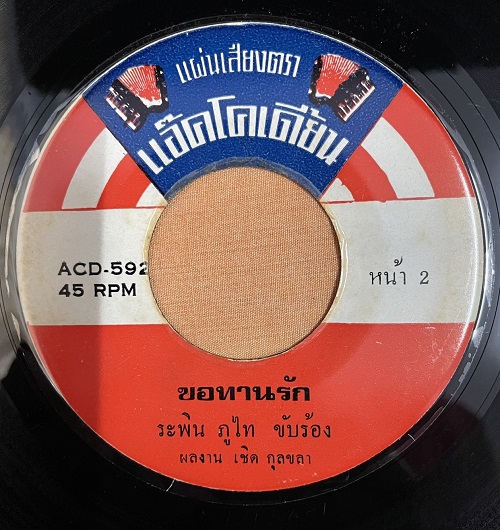 แผ่นเสียงตรา
แอ๊คโคเดี้ยน
ACD-592
45 RPM
หน้า 2
ขอทานรัก
ระพิน ภูไท ขับร้อง
ผลงาน เชิด กุลขลา